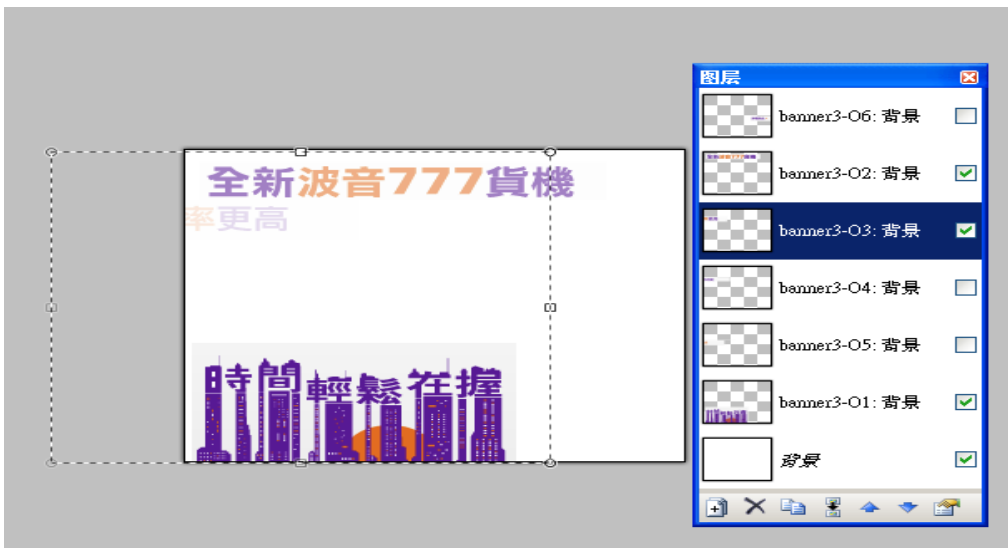 图层
banner3-O6: 背景
全新波音777貨機
banner3-O2: 背景
率更高
banner3-O3: 背景
banner3-O4: 背景
banner3-O5: 背景
時間輕鬆在握
banner3-O1: 背景
背景